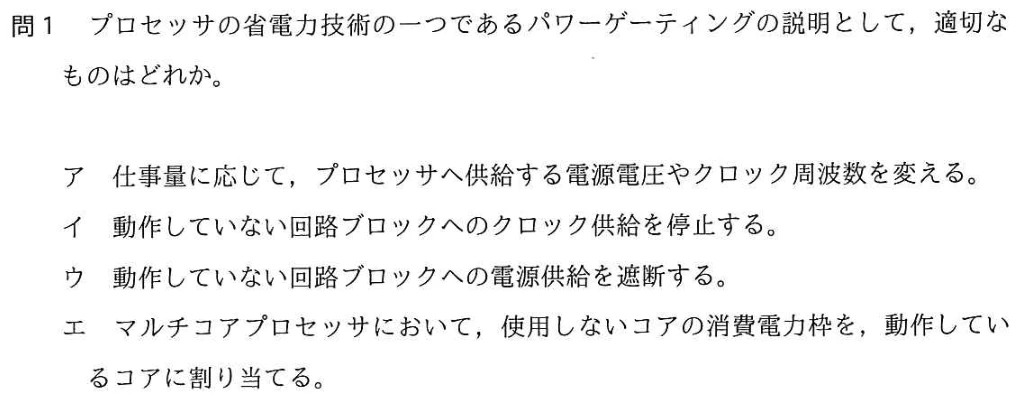 問1 プロセッサの省電力技術の一つであるパワーゲーティングの説明として，適切な
ものはどれか。
ア 仕事量に応じて，プロセッサへ供給する電源電圧やクロック周波数を変える。
イ 動作していない回路ブロックへのクロック供給を停止する。
ウ 動作していない回路ブロックへの電源供給を遮断する。
エ マルチコアプロセッサにおいて，使用しないコアの消費電力枠を，動作してい
るコアに割り当てる。